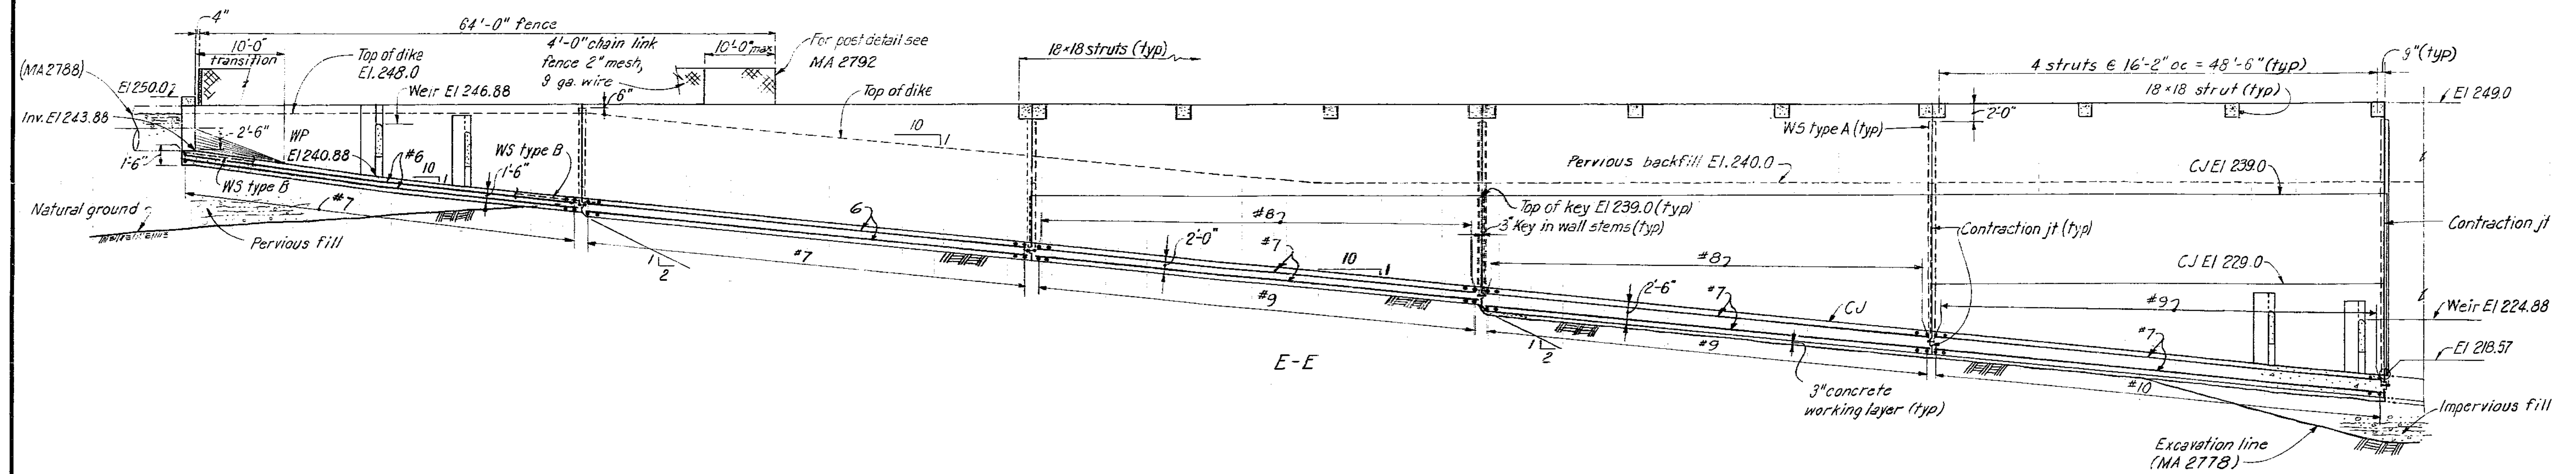 4"
64'-0" fence
10'-0"
transition
Top of dike
El. 248.0
4'-0" chain link
fence 2" mesh,
9 ga. wire
10'-0" max
For post detail see
MA 2792
18×18 struts (typ)
4 struts @ 16'-2" oc = 48'-6" (typ)
9" (typ)
18×18 strut (typ)
(MA 2788)
El 250.0
Inv. El 243.88
2'-6"
1'-6"
WP
El 240.88
Weir El 246.88
6"
Top of dike
10
1
El 249.0
2'-0"
WS type A (typ)
#6
10
1
WS type B
1'-6"
WS type B
#7
Natural ground
Pervious fill
Pervious backfill El. 240.0
CJ El 239.0
Top of key El 239.0 (typ)
3" Key in wall stems (typ)
Contraction jt (typ)
Contraction jt
6
#7
1
2
#8
2'-0"
#7
10
1
#9
#8
2'-6"
#7
CJ
#9
1
2
CJ El 229.0
#9
Weir El 224.88
#7
El 218.57
#10
3" concrete
working layer (typ)
Impervious fill
Excavation line
(MA 2778)
E-E